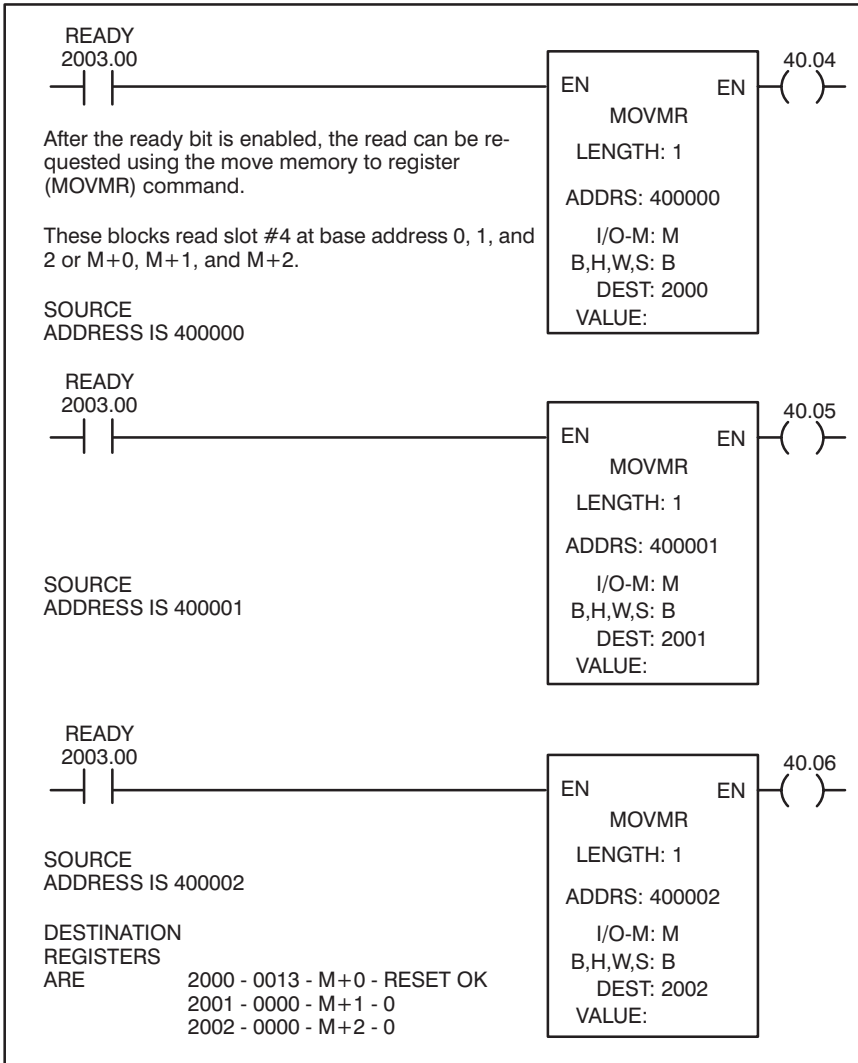 READY
2003.00
40.04
EN EN
MOVMR
LENGTH: 1
ADDRS: 400000
I/O-M: M
B,H,W,S: B
DEST: 2000
VALUE:
After the ready bit is enabled, the read can be re-
quested using the move memory to register
(MOVMR) command.
These blocks read slot #4 at base address 0, 1, and
2 or M+0, M+1, and M+2.
SOURCE
ADDRESS IS 400000
READY
2003.00
40.05
EN EN
MOVMR
LENGTH: 1
ADDRS: 400001
I/O-M: M
B,H,W,S: B
DEST: 2001
VALUE:
SOURCE
ADDRESS IS 400001
READY
2003.00
40.06
EN EN
MOVMR
LENGTH: 1
ADDRS: 400002
I/O-M: M
B,H,W,S: B
DEST: 2002
VALUE:
SOURCE
ADDRESS IS 400002
DESTINATION
REGISTERS
ARE 2000 - 0013 - M+0 - RESET OK
2001 - 0000 - M+1 - 0
2002 - 0000 - M+2 - 0